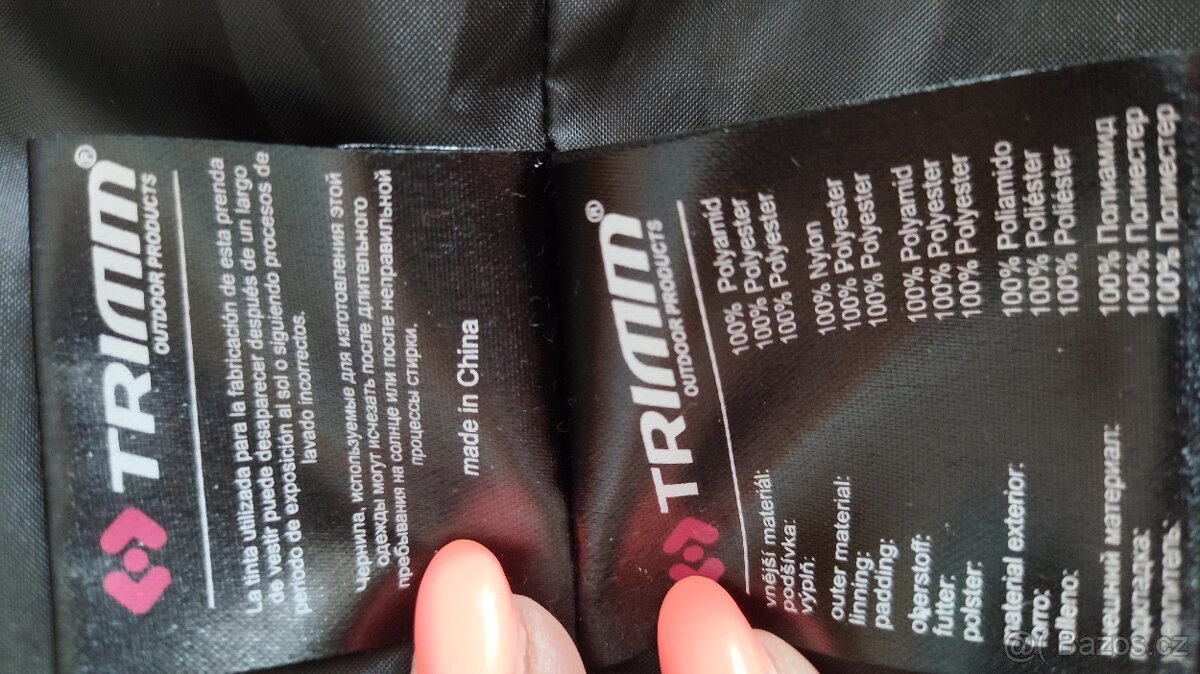 TRIMM®
OUTDOOR PRODUCTS
La tinta utilizada para la fabricación de esta prenda
de vestir puede desaparecer después de un largo
período de exposición al sol o siguiendo procesos de
lavado incorrectos.
Чернила, используемые для изготовления этой
одежды могут исчезать после длительного
пребывания на солнце или после неправильной
процессы стирки.
made in China
TRIMM®
OUTDOOR PRODUCTS
vnější materiál: 100% Polyamid
podšívka: 100% Polyester
výplň: 100% Polyester
outer material: 100% Nylon
linning: 100% Polyester
padding: 100% Polyester
oberstoff: 100% Polyamid
futter: 100% Polyester
polster: 100% Polyester
material exterior: 100% Poliamido
forro: 100% Poliéster
relleno: 100% Poliéster
внешний материал: 100% Полиамид
подкладка: 100% Полиестер
100% Полиестер
@ Bazos.cz